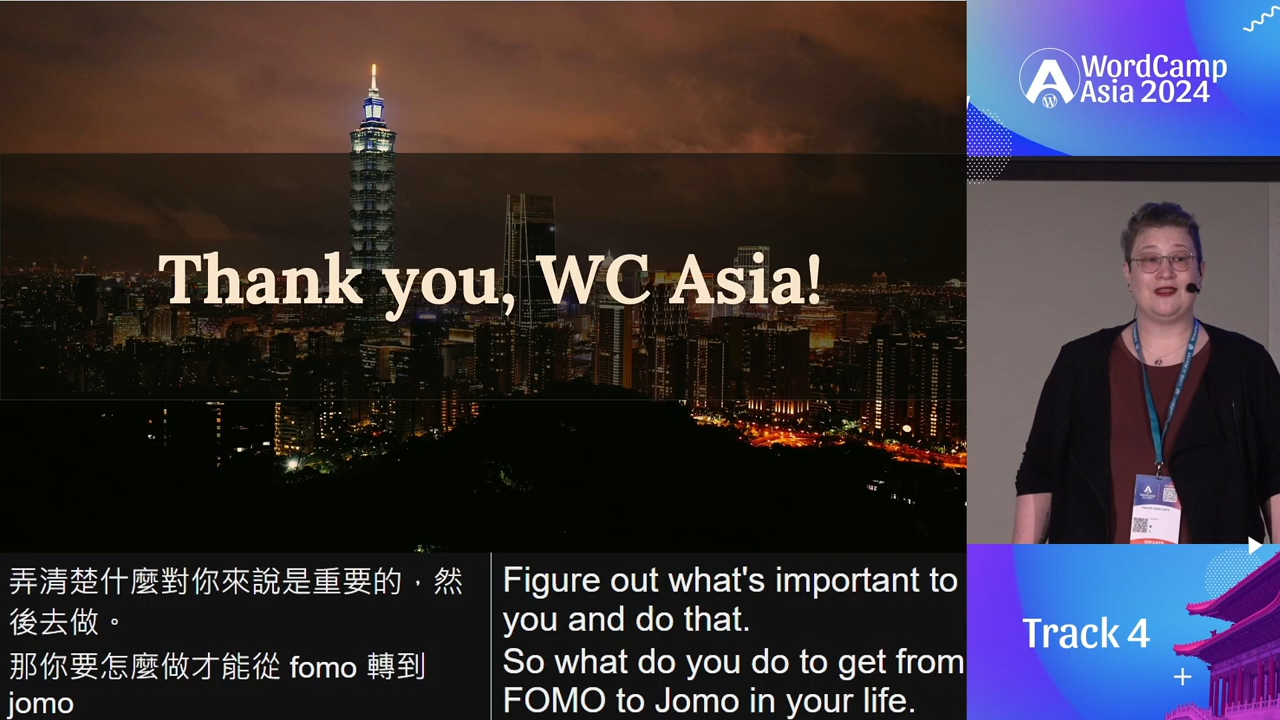 Thank you, WC Asia!
WordCamp
Asia 2024
弄清楚什麼對你來說是重要的，然
後去做。
那你要怎麼做才能從 fomo 轉到
jomo
Figure out what's important to
you and do that.
So what do you do to get from
FOMO to Jomo in your life.
Track 4